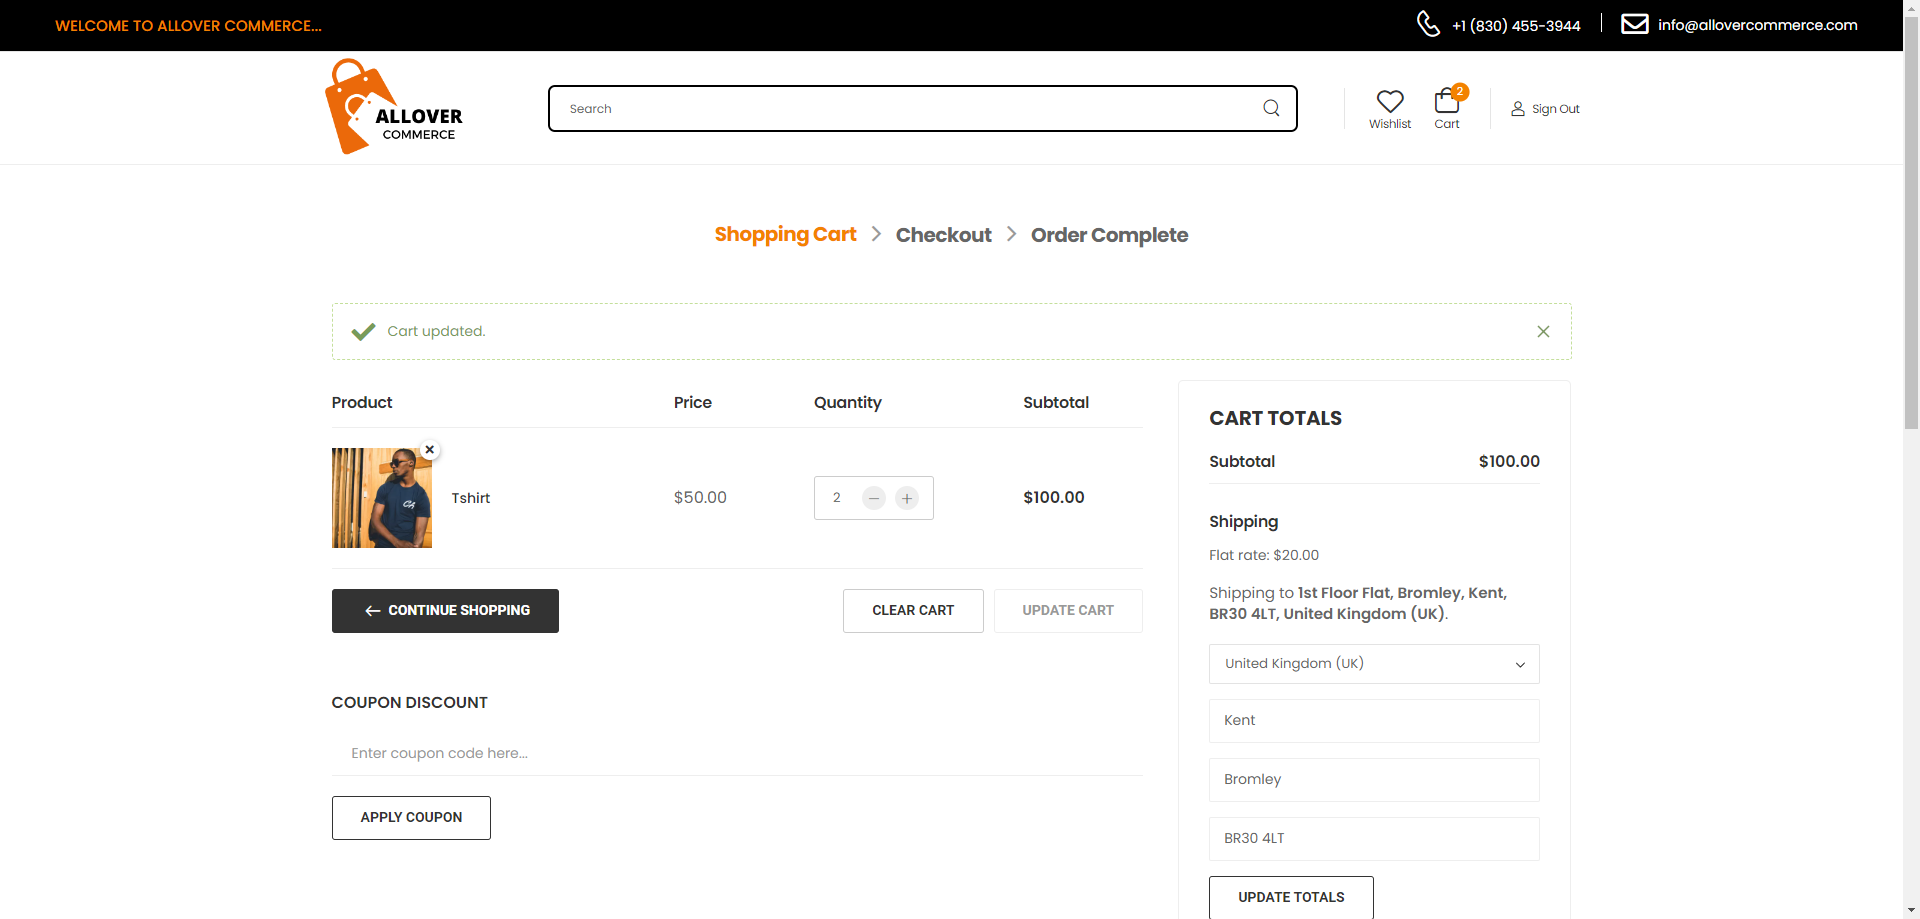 WELCOME TO ALLOVER COMMERCE...
+1 (830) 455-3944
info@allovercommerce.com
ALLOVER
COMMERCE
Search
Wishlist
2
Cart
Sign Out
Shopping Cart > Checkout > Order Complete
Cart updated.
Product Price Quantity Subtotal
Tshirt $50.00 2 − + $100.00
CONTINUE SHOPPING
CLEAR CART
UPDATE CART
COUPON DISCOUNT
Enter coupon code here...
APPLY COUPON
CART TOTALS
Subtotal $100.00
Shipping
Flat rate: $20.00
Shipping to 1st Floor Flat, Bromley, Kent,
BR30 4LT, United Kingdom (UK).
United Kingdom (UK)
Kent
Bromley
BR30 4LT
UPDATE TOTALS